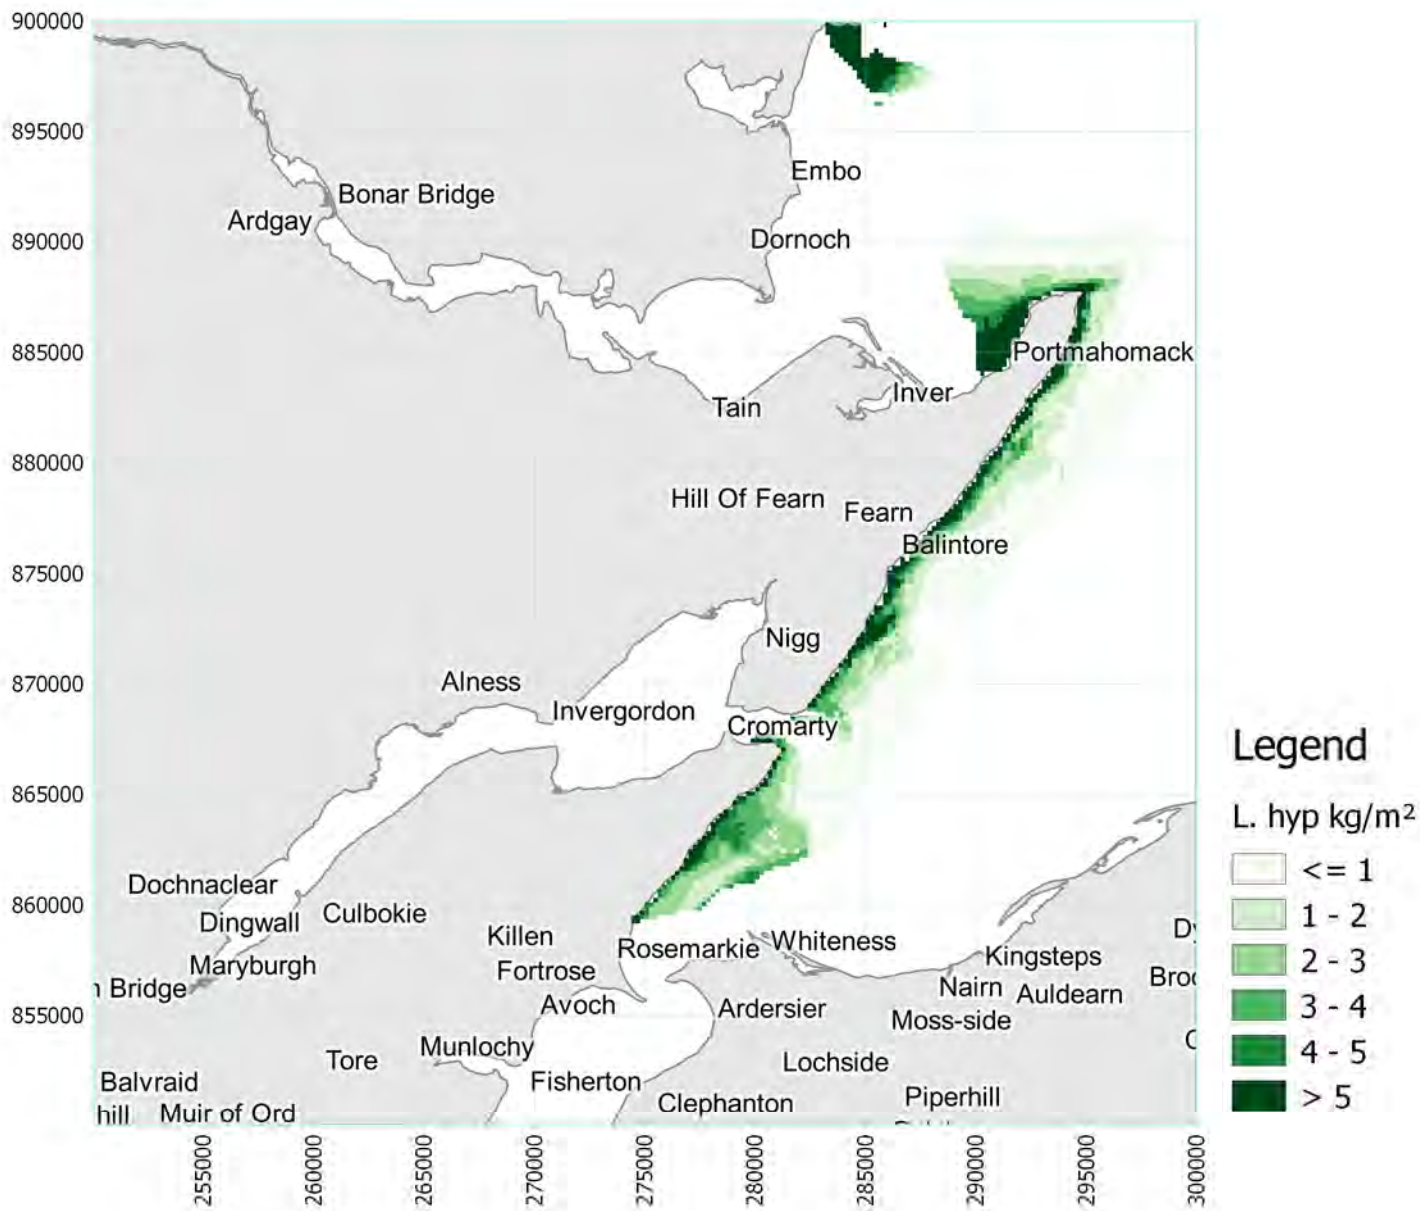 900000
895000
Embo
Bonar Bridge
Ardgay
890000
Dornoch
885000
Portmahomack
Inver
Tain
880000
Hill Of Fearn
Fearn
Balintore
875000
Nigg
Alness
870000
Invergordon
Cromarty
Legend
865000
L. hyp kg/m²
<= 1
Dochnaclear
1 - 2
860000
Culbokie
Dingwall
Killen
Rosemarkie
Whiteness
Dy
2 - 3
Maryburgh
Fortrose
Kingsteps
n Bridge
Nairn
Auldearn
Broo
Avoch
Ardersier
3 - 4
855000
Moss-side
Munlochy
4 - 5
Tore
Lochside
Balvraid
Fisherton
Piperhill
> 5
hill
Muir of Ord
Clephanton
255000
260000
265000
270000
275000
280000
285000
290000
295000
300000